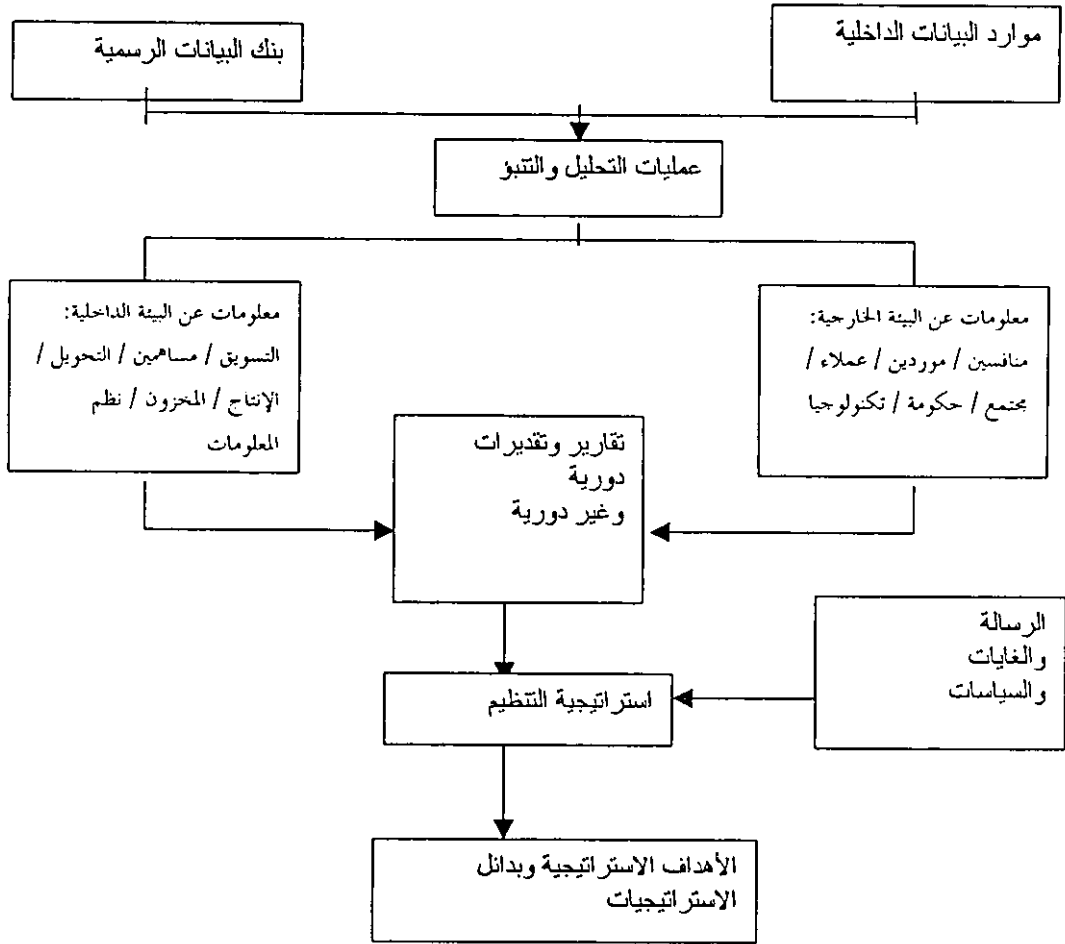 موارد البيانات الداخلية
بنك البيانات الرسمية
عمليات التحليل والتنبؤ
معلومات عن البيئة الخارجية:
منافسين / موردين / عملاء /
مجتمع / حكومة / تكنولوجيا
معلومات عن البيئة الداخلية:
التسويق / مساهمين / التحويل /
الإنتاج / المخزون / نظم
المعلومات
تقارير وتقديرات
دورية
وغير دورية
الرسالة
والغايات
والسياسات
استراتيجية التنظيم
الأهداف الاستراتيجية وبدائل
الاستراتيجيات